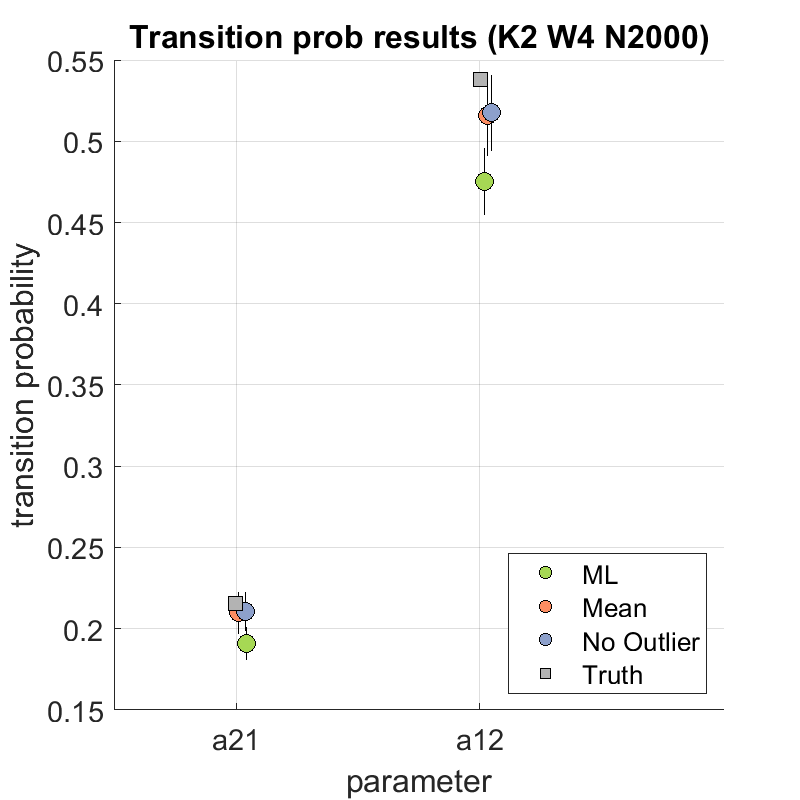 Transition prob results (K2 W4 N2000)
0.55
0.5
0.45
0.4
0.35
0.3
0.25
0.2
0.15
transition probability
a21
a12
parameter
ML
Mean
No Outlier
Truth